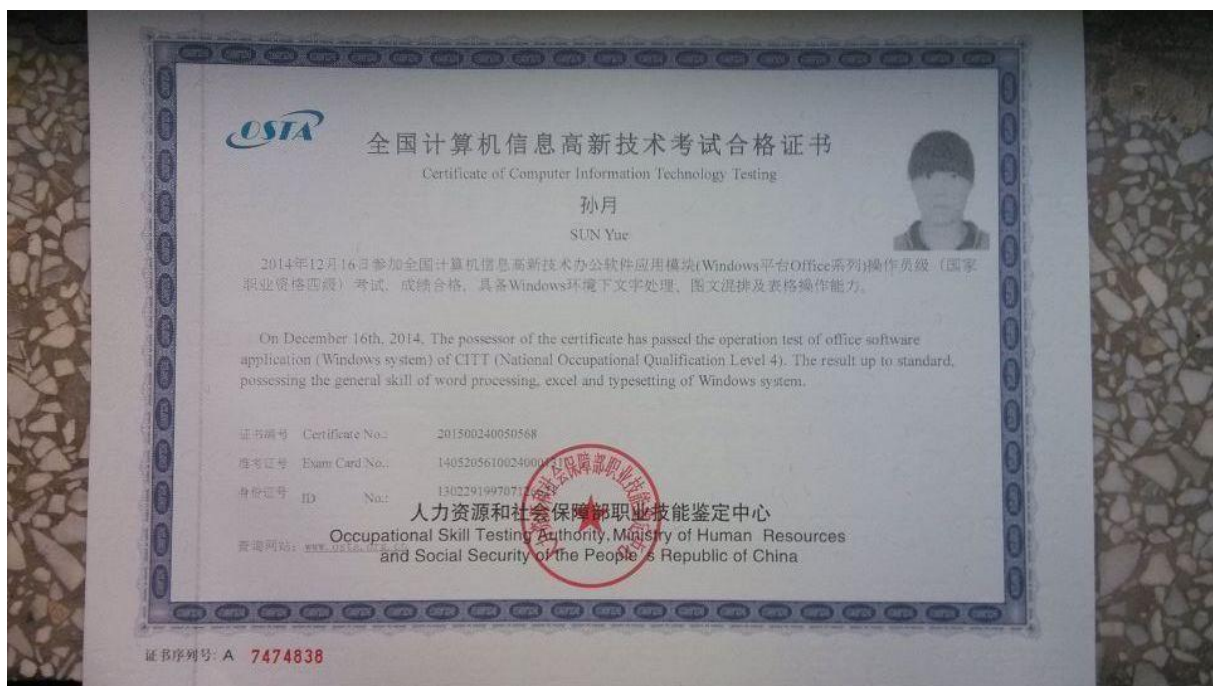 OSTA
全国计算机信息高新技术考试合格证书
Certificate of Computer Information Technology Testing
孙月
SUN Yue
2014年12月16日参加全国计算机信息高新技术办公软件应用模块(Windows平台Office系列)操作员级（国家
职业资格四级）考试，成绩合格，具备Windows环境下文字处理、图文混排及表格操作能力。
On December 16th, 2014, The possessor of the certificate has passed the operation test of office software
application (Windows system) of CITT (National Occupational Qualification Level 4). The result up to standard,
possessing the general skill of word processing, excel and typesetting of Windows system.
证书编号 Certificate No.: 201500240050568
准考证号 Exam Card No.:
身份证号 ID No.:
人力资源和社会保障部职业技能鉴定中心
Occupational Skill Testing Authority, Ministry of Human Resources
查询网站: www.osta.org.cn
and Social Security of the People's Republic of China
证书序列号: A 7474838